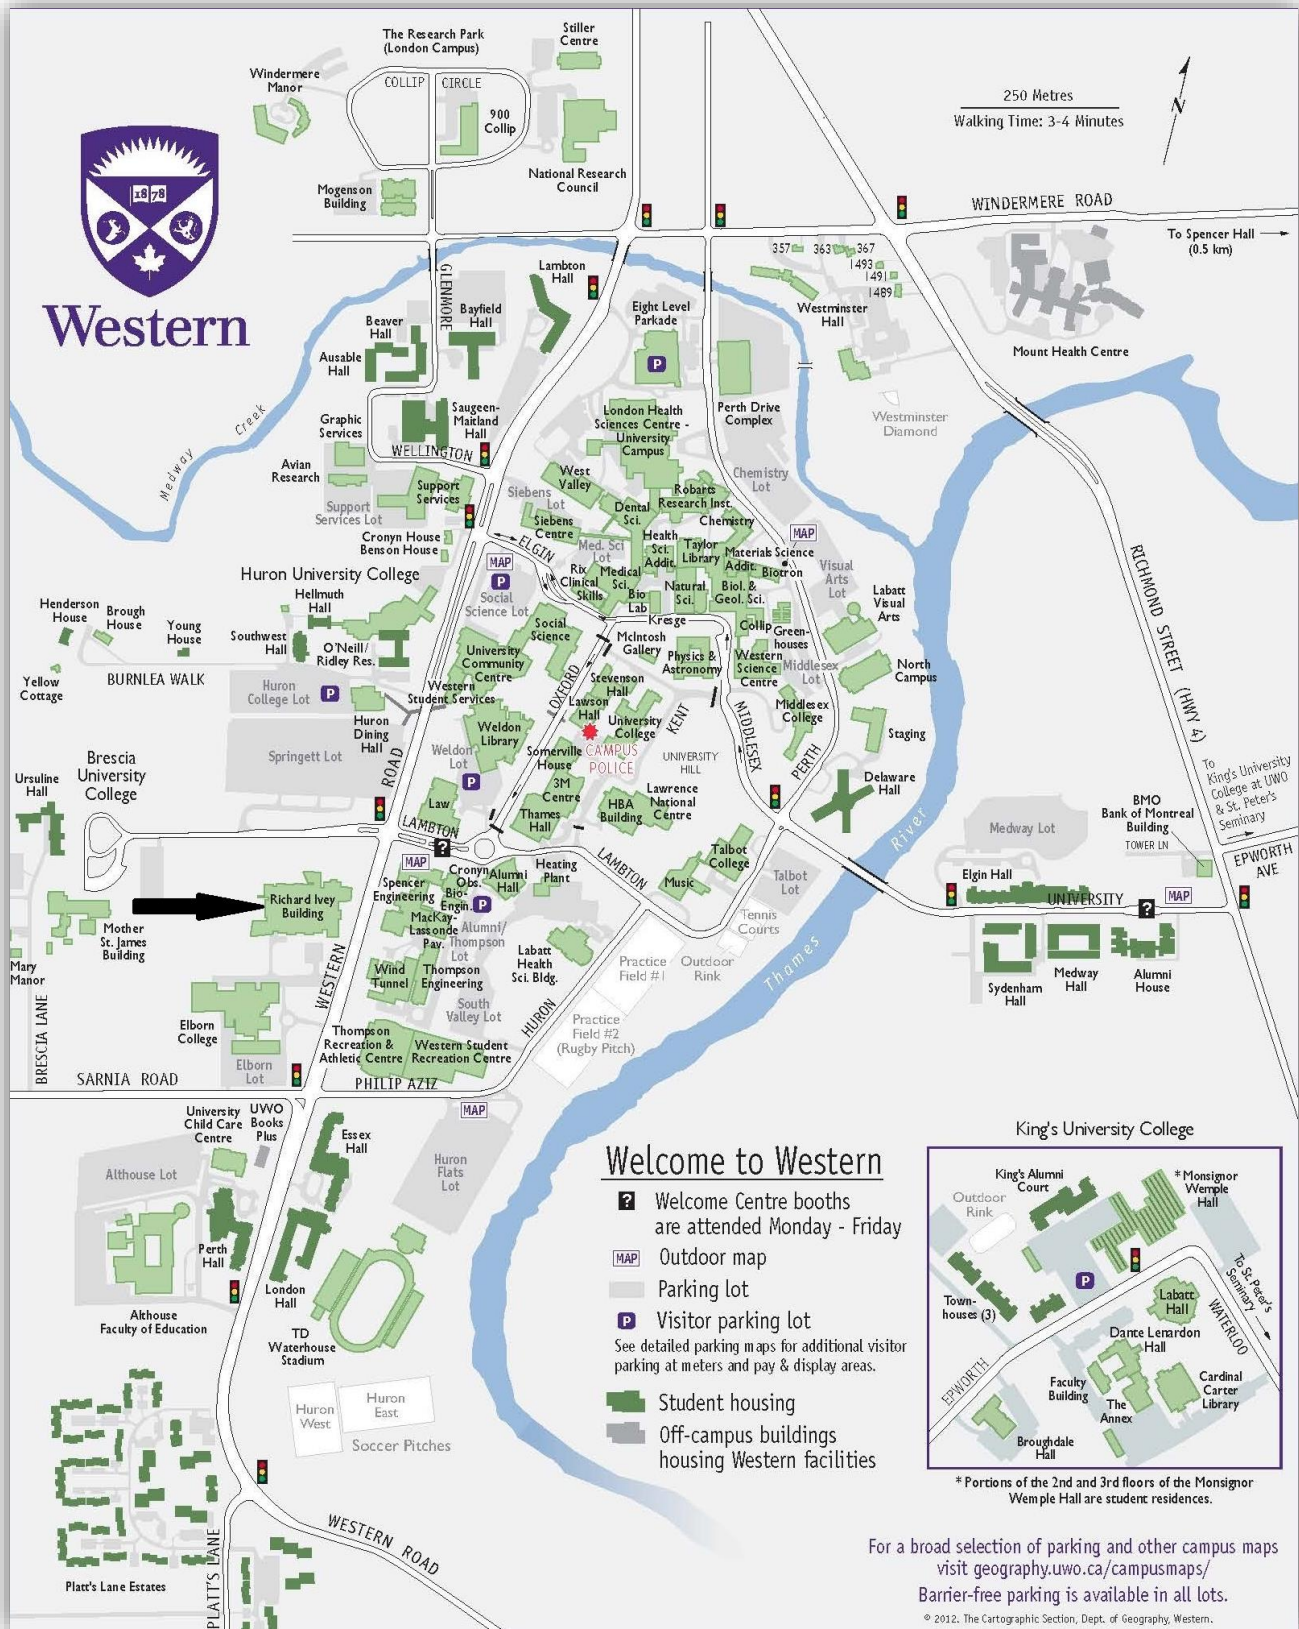 The Research Park
(London Campus)
Stiller
Centre
Windermere
Manor
COLLIP CIRCLE
900
Collip
National Research
Council
Mogenson
Building
250 Metres
Walking Time: 3-4 Minutes
N
1878
Western
WINDERMERE ROAD
To Spencer Hall
(0.5 km)
357
363
367
1493
1491
1489
Westminster
Hall
Mount Health Centre
Westminster
Diamond
GLENMORE
Lambton
Hall
Bayfield
Hall
Beaver
Hall
Ausable
Hall
Eight Level
Parkade
P
Medway Creek
Graphic
Services
Saugeen-
Maitland
Hall
WELLINGTON
London Health
Sciences Centre -
University
Campus
Perth Drive
Complex
Chemistry
Lot
Avian
Research
Support
Services
Support
Services Lot
Cronyn House
Benson House
West
Valley
Siebens
Lot
Siebens
Centre
Dental
Sci.
Robarts
Research Inst.
Chemistry
ELGIN
MAP
P
Social
Science Lot
Med. Sci
Lot
Health
Sci.
Addit.
Taylor
Library
Materials Science
Addit.
Biotron
MAP
Visual
Arts
Lot
Rix
Clinical
Skills
Medical
Sci.
Bio
Lab
Natural
Sci.
Biol. &
Geol. Sci.
Kresge
Labatt
Visual
Arts
Huron University College
Hellmuth
Hall
Henderson
House
Brough
House
Young
House
Southwest
Hall
O'Neill/
Ridley Res.
Yellow
Cottage
BURNLEA WALK
Huron
College Lot
P
Huron
Dining
Hall
Springett Lot
Social
Science
University
Community
Centre
Western
Student Services
McIntosh
Gallery
Physics &
Astronomy
Collip
Green-
houses
Western
Science
Centre
Middlesex
Lot
Middlesex
College
North
Campus
Staging
OXFORD
Stevenson
Hall
Lawson
Hall
University
College
KENT
MIDDLESEX
PERTH
Weldon
Library
Weldon
Lot
P
Somerville
House
CAMPUS
POLICE
UNIVERSITY
HILL
3M
Centre
Thames
Hall
HBA
Building
Lawrence
National
Centre
Delaware
Hall
ROAD
Law
LAMBTON
?
MAP
RICHMOND STREET (HWY 4)
To
King's University
College at UWO
& St. Peter's
Seminary
Brescia
University
College
Ursuline
Hall
Richard Ivey
Building
Mother
St. James
Building
Mary
Manor
BRESCIA LANE
Spencer
Engineering
Cronyn
Obs.
Bio-
Engin.
Alumni
Hall
P
Heating
Plant
MacKay-
Lassonde
Pav.
Alumni/
Thompson
Lot
LAMBTON
Music
Talbot
College
Talbot
Lot
Tennis
Courts
Outdoor
Rink
Practice
Field #1
Practice
Field #2
(Rugby Pitch)
Thames River
Labatt
Health
Sci. Bldg.
Wind
Tunnel
Thompson
Engineering
South
Valley Lot
HURON
WESTERN
Elborn
College
Elborn
Lot
Thompson
Recreation &
Athletic Centre
Western Student
Recreation Centre
SARNIA ROAD
PHILIP AZIZ
MAP
Medway Lot
BMO
Bank of Montreal
Building
TOWER LN
EPWORTH
AVE
Elgin Hall
UNIVERSITY
?
MAP
Sydenham
Hall
Medway
Hall
Alumni
House
University
Child Care
Centre
UWO
Books
Plus
Essex
Hall
Huron
Flats
Lot
Althouse Lot
Perth
Hall
London
Hall
Althouse
Faculty of Education
TD
Waterhouse
Stadium
Huron
West
Huron
East
Soccer Pitches
Platt's Lane Estates
PLATT'S LANE
WESTERN ROAD
Welcome to Western
? Welcome Centre booths
are attended Monday - Friday
MAP Outdoor map
Parking lot
P Visitor parking lot
See detailed parking maps for additional visitor
parking at meters and pay & display areas.
Student housing
Off-campus buildings
housing Western facilities
King's University College
King's Alumni
Court
* Monsignor
Wemple
Hall
Outdoor
Rink
Town-
houses (3)
P
To St. Peter's
Seminary
WATERLOO
Labatt
Hall
Dante Lenardon
Hall
EPWORTH
Faculty
Building
The
Annex
Cardinal
Carter
Library
Broughdale
Hall
* Portions of the 2nd and 3rd floors of the Monsignor
Wemple Hall are student residences.
For a broad selection of parking and other campus maps
visit geography.uwo.ca/campusmaps/
Barrier-free parking is available in all lots.
© 2012. The Cartographic Section, Dept. of Geography, Western.